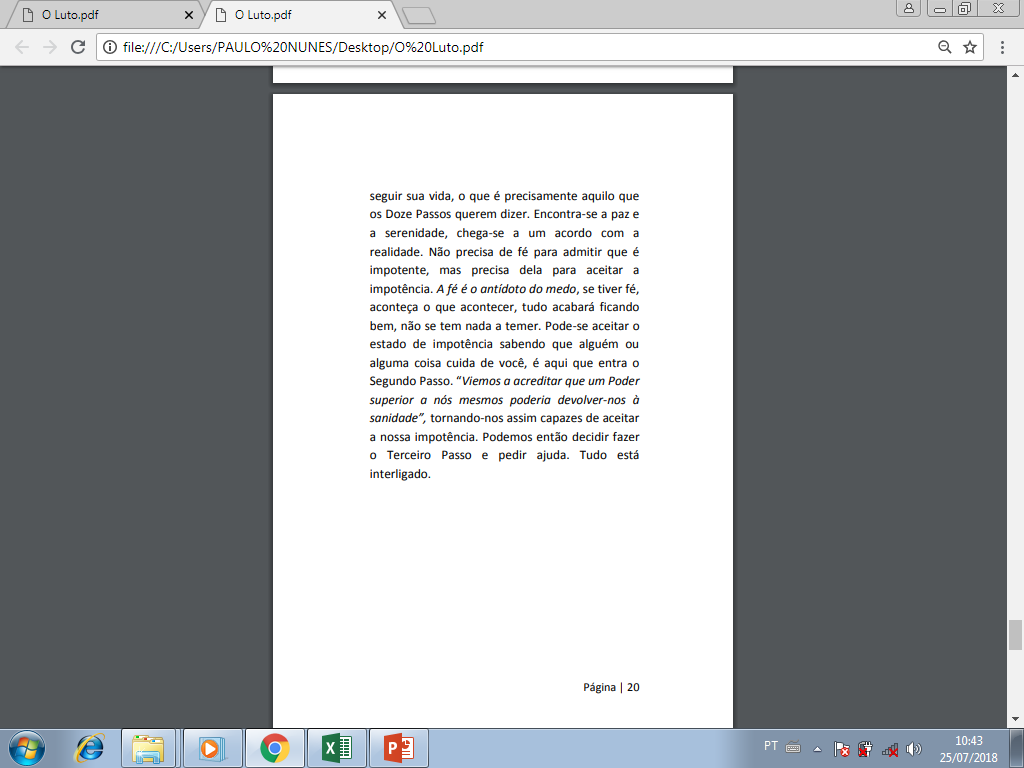 O Luto.pdf
O Luto.pdf
file:///C:/Users/PAULO%20NUNES/Desktop/O%20Luto.pdf
seguir sua vida, o que é precisamente aquilo que
os Doze Passos querem dizer. Encontra-se a paz e
a serenidade, chega-se a um acordo com a
realidade. Não precisa de fé para admitir que é
impotente, mas precisa dela para aceitar a
impotência. A fé é o antídoto do medo, se tiver fé,
aconteça o que acontecer, tudo acabará ficando
bem, não se tem nada a temer. Pode-se aceitar o
estado de impotência sabendo que alguém ou
alguma coisa cuida de você, é aqui que entra o
Segundo Passo. “Viemos a acreditar que um Poder
superior a nós mesmos poderia devolver-nos à
sanidade”, tornando-nos assim capazes de aceitar
a nossa impotência. Podemos então decidir fazer
o Terceiro Passo e pedir ajuda. Tudo está
interligado.
Página | 20
PT
10:43
25/07/2018